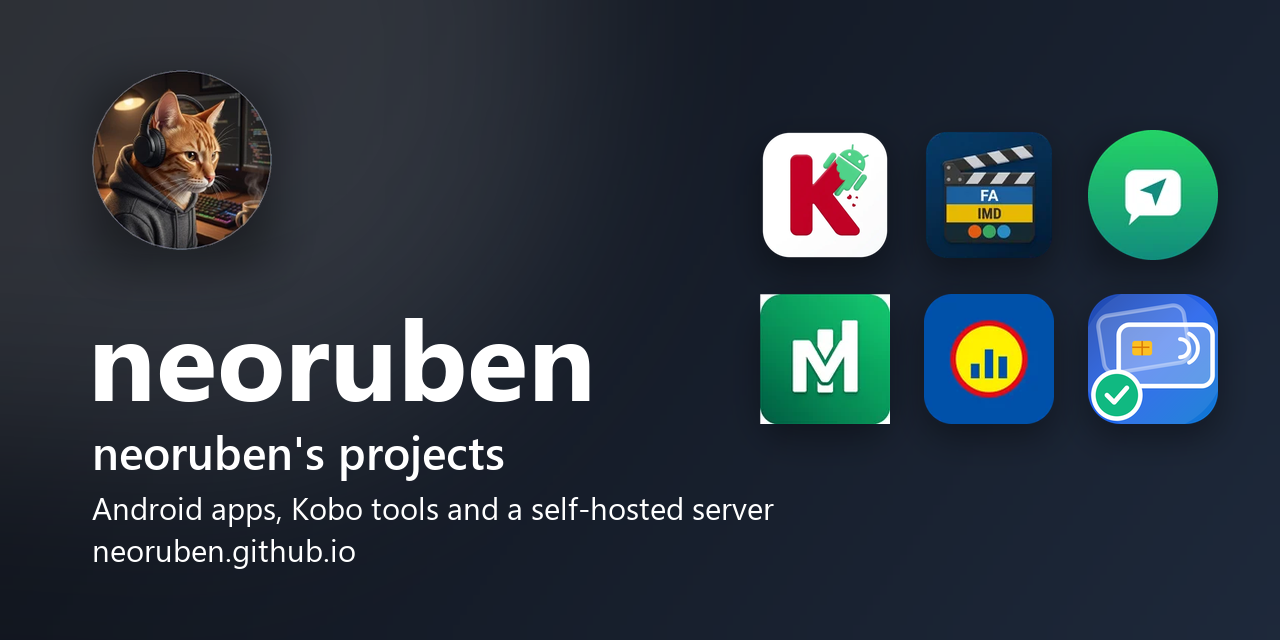 K
FA
IMD
M
neoruben
neoruben's projects
Android apps, Kobo tools and a self-hosted server
neoruben.github.io